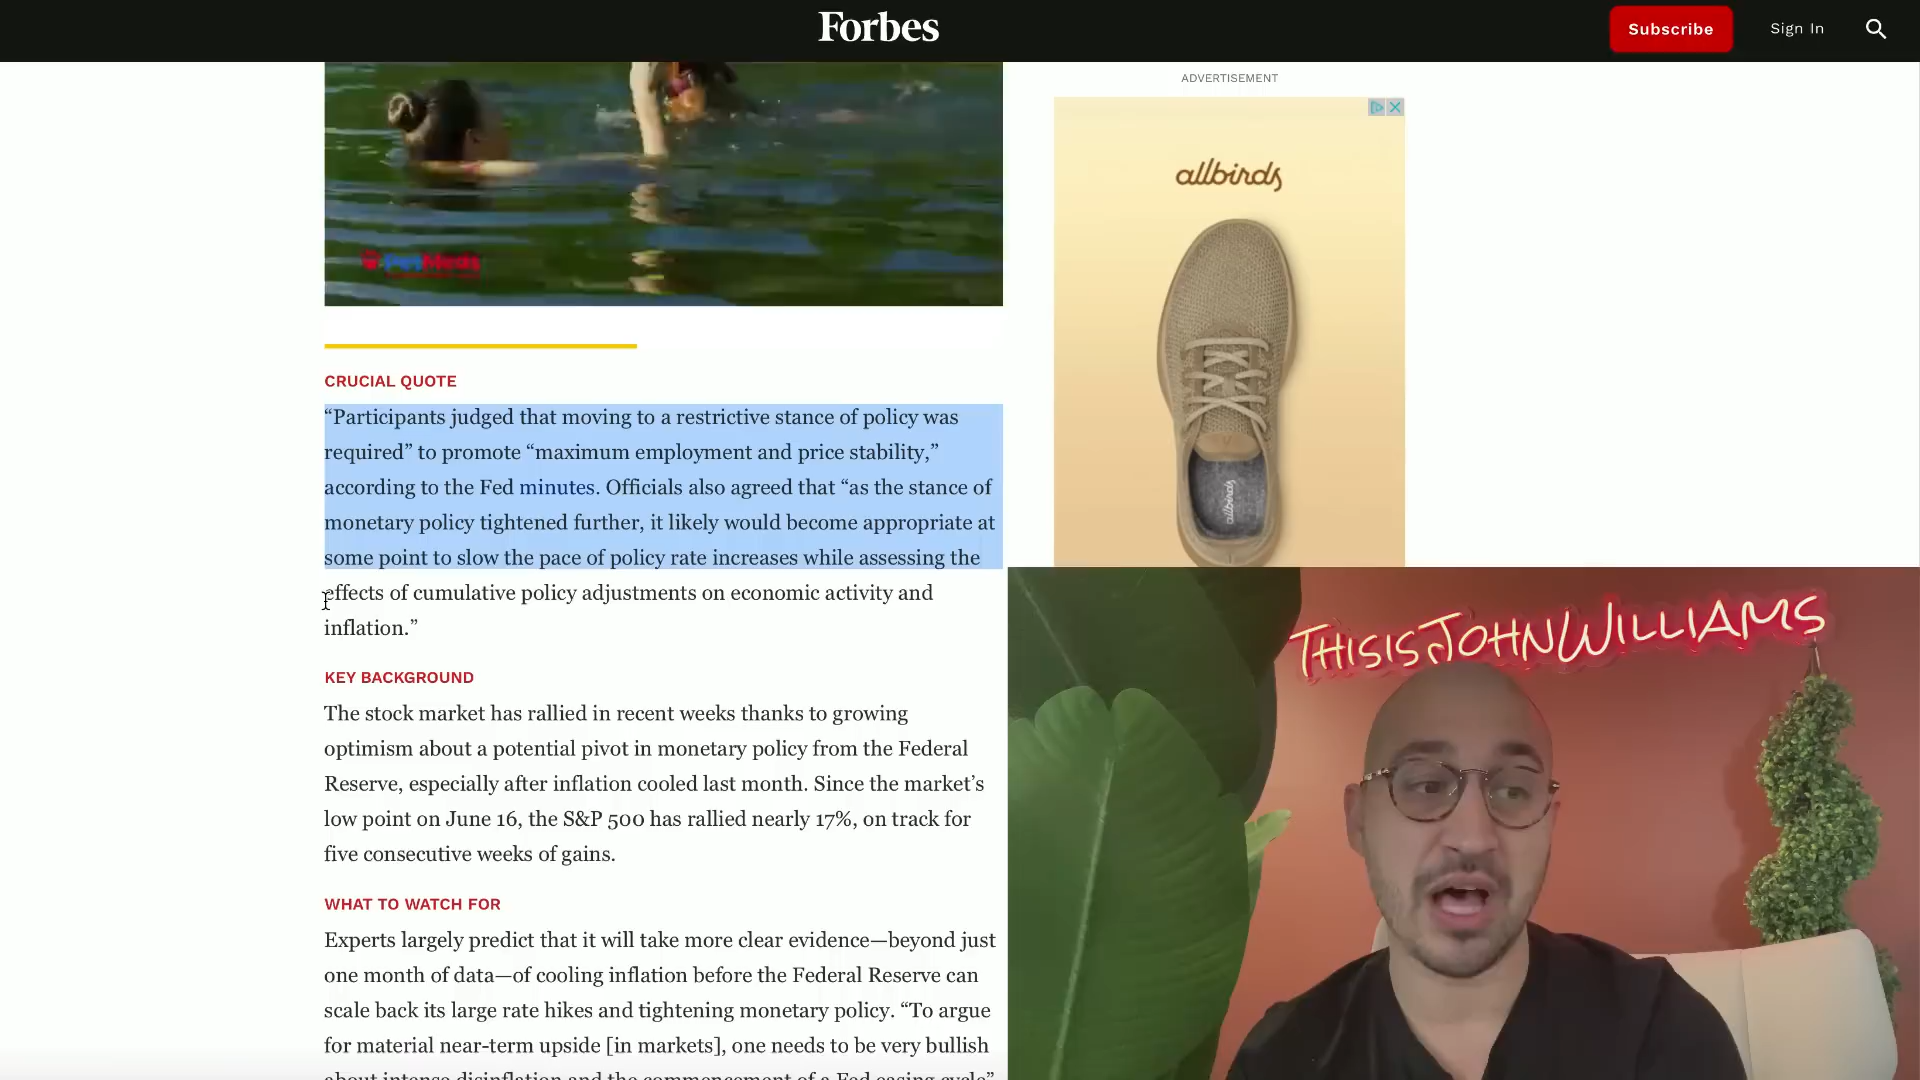 Forbes
Subscribe
Sign In
ADVERTISEMENT
allbirds
allbirds
PetMeds
CRUCIAL QUOTE
“Participants judged that moving to a restrictive stance of policy was
required” to promote “maximum employment and price stability,”
according to the Fed minutes. Officials also agreed that “as the stance of
monetary policy tightened further, it likely would become appropriate at
some point to slow the pace of policy rate increases while assessing the
effects of cumulative policy adjustments on economic activity and
inflation.”
THISISJOHNWILLIAMS
KEY BACKGROUND
The stock market has rallied in recent weeks thanks to growing
optimism about a potential pivot in monetary policy from the Federal
Reserve, especially after inflation cooled last month. Since the market’s
low point on June 16, the S&P 500 has rallied nearly 17%, on track for
five consecutive weeks of gains.
WHAT TO WATCH FOR
Experts largely predict that it will take more clear evidence—beyond just
one month of data—of cooling inflation before the Federal Reserve can
scale back its large rate hikes and tightening monetary policy. “To argue
for material near-term upside [in markets], one needs to be very bullish
about intense disinflation and the commencement of a Fed easing cycle”